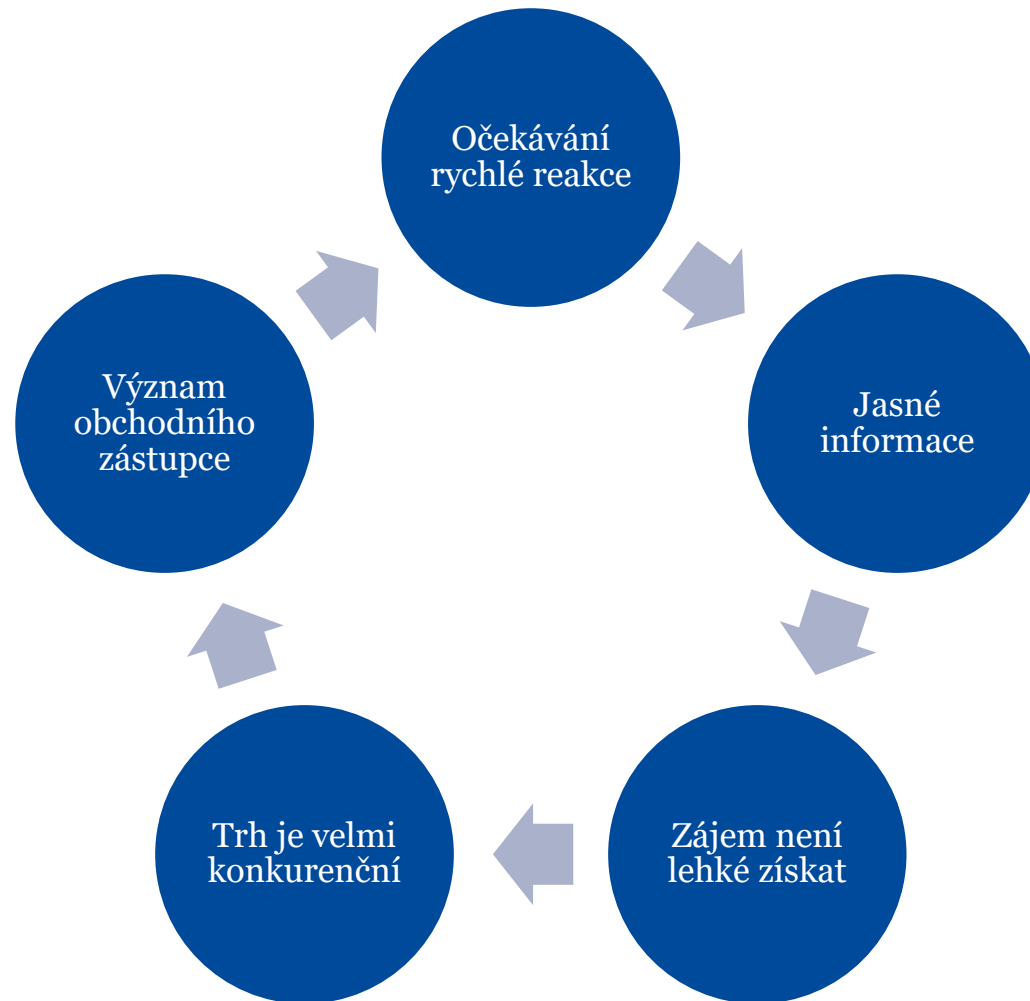 Očekávání
rychlé reakce
Jasné
informace
Zájem není
lehké získat
Trh je velmi
konkurenční
Význam
obchodního
zástupce